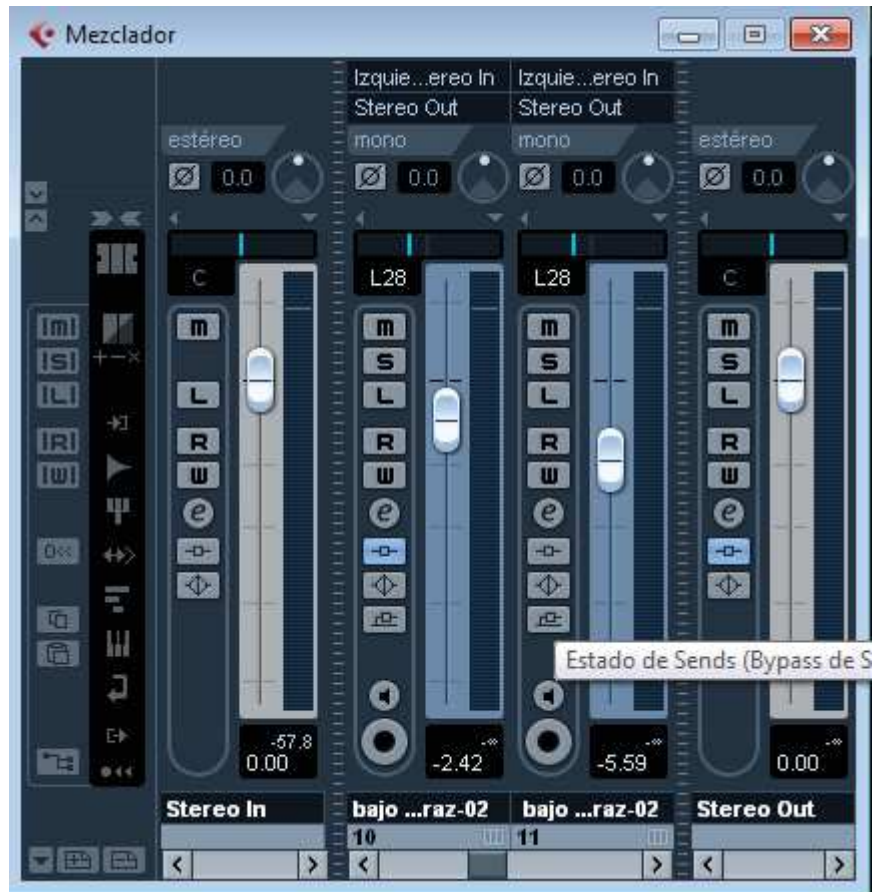 Mezclador
Izquie...ereo In Izquie...ereo In
Stereo Out Stereo Out
estéreo mono mono estéreo
0.0 0.0 0.0 0.0
C L28 L28 C
m m m m
S S S
L L L L
R R R R
W W W W
e e e e
Estado de Sends (Bypass de S
-57.8 -∞ -∞ -∞
0.00 -2.42 -5.59 0.00
Stereo In bajo ...raz-02 bajo ...raz-02 Stereo Out
10 11